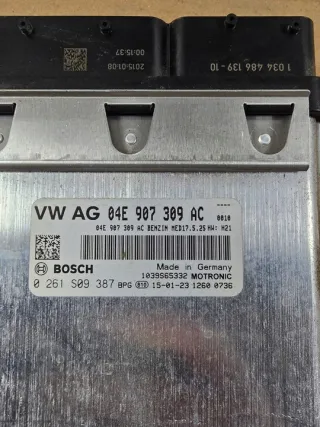 2015-01-08
00:15:37
1 034 486 139-10
VW AG 04E 907 309 AC 0010
04E 907 309 AC BENZIN MED17.5.25 HW: H21
BOSCH
Made in Germany
1039S65332 MOTRONIC
0 261 S09 387 BPG 010 15-01-23 1260 0736